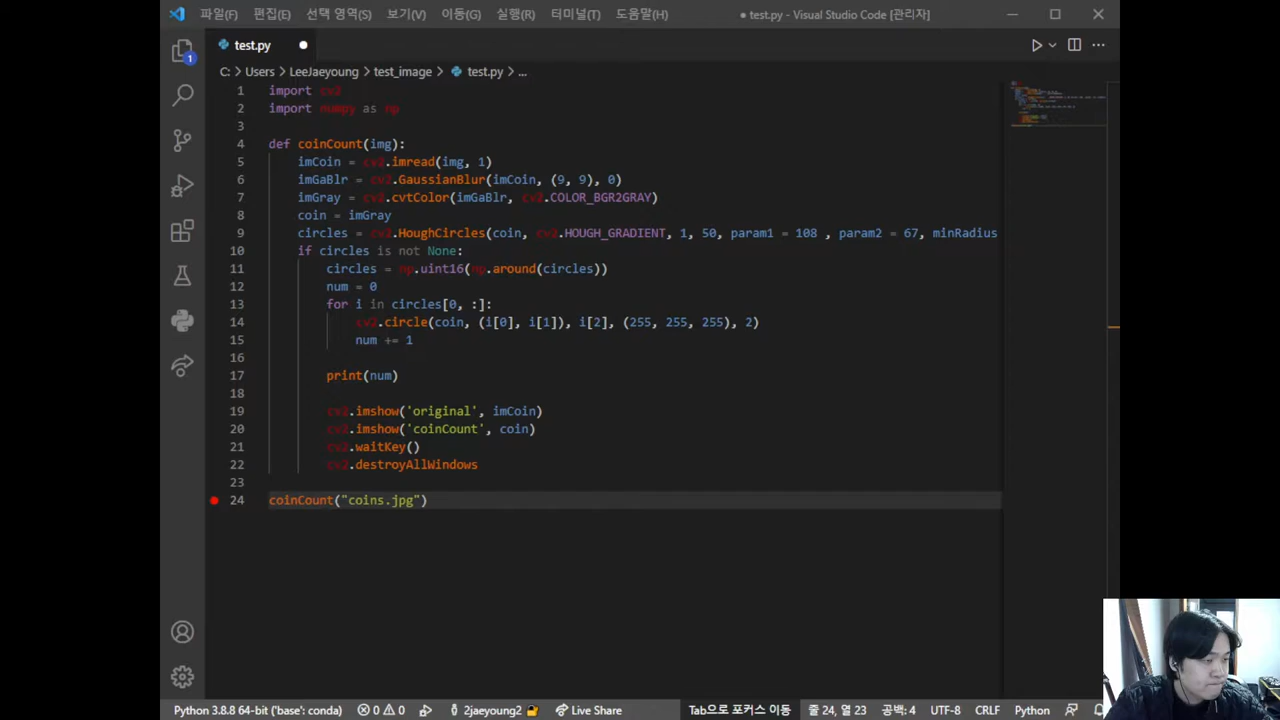 파일(F) 편집(E) 선택 영역(S) 보기(V) 이동(G) 실행(R) 터미널(T) 도움말(H) ● test.py - Visual Studio Code [관리자]
test.py
1
C: > Users > LeeJaeyoung > test_image > test.py > ...
1 import cv2
2 import numpy as np
3
4 def coinCount(img):
5 imCoin = cv2.imread(img, 1)
6 imGaBlr = cv2.GaussianBlur(imCoin, (9, 9), 0)
7 imGray = cv2.cvtColor(imGaBlr, cv2.COLOR_BGR2GRAY)
8 coin = imGray
9 circles = cv2.HoughCircles(coin, cv2.HOUGH_GRADIENT, 1, 50, param1 = 108 , param2 = 67, minRadius
10 if circles is not None:
11 circles = np.uint16(np.around(circles))
12 num = 0
13 for i in circles[0, :]:
14 cv2.circle(coin, (i[0], i[1]), i[2], (255, 255, 255), 2)
15 num += 1
16
17 print(num)
18
19 cv2.imshow('original', imCoin)
20 cv2.imshow('coinCount', coin)
21 cv2.waitKey()
22 cv2.destroyAllWindows
23
24 coinCount("coins.jpg")
Python 3.8.8 64-bit ('base': conda) 0 0 2jaeyoung2 Live Share Tab으로 포커스 이동 줄 24, 열 23 공백: 4 UTF-8 CRLF Python